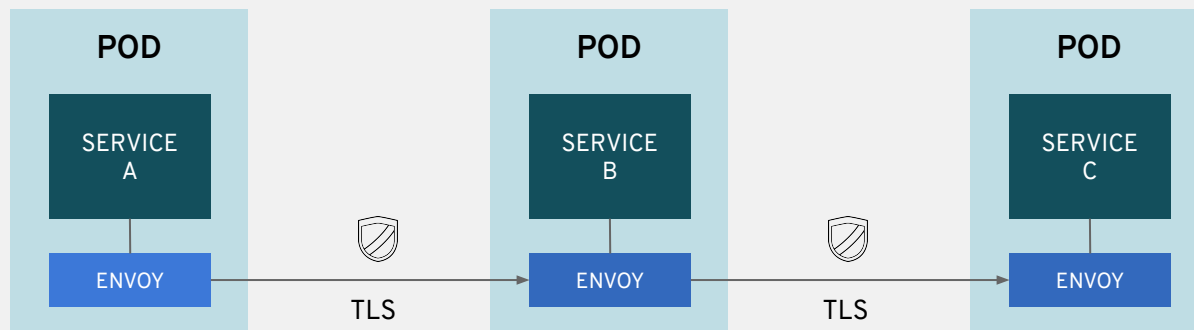 POD
SERVICE
A
ENVOY
TLS
POD
SERVICE
B
ENVOY
TLS
POD
SERVICE
C
ENVOY